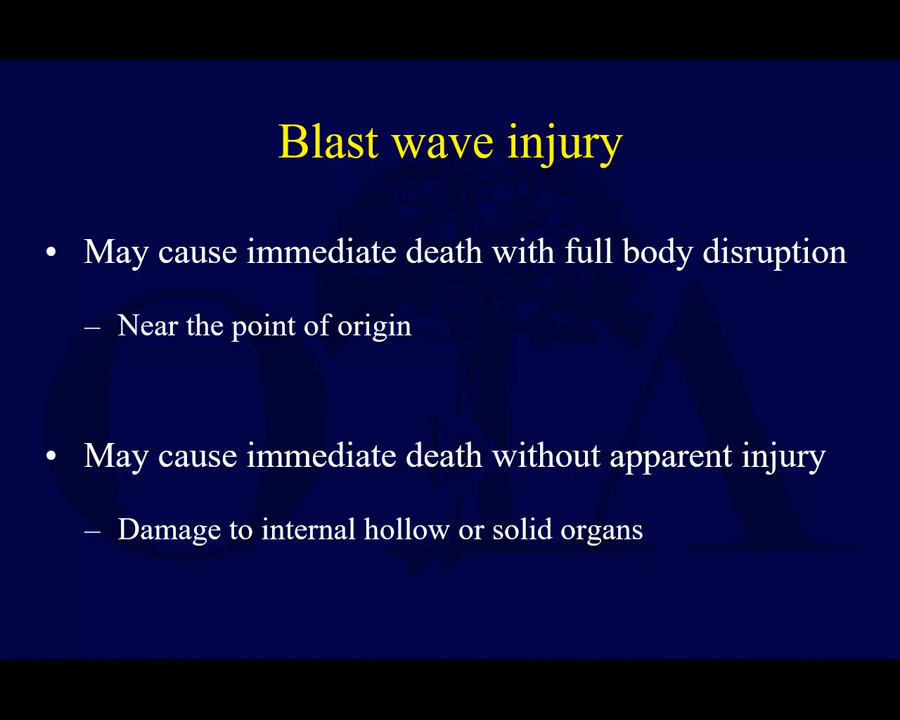 Blast wave injury
• May cause immediate death with full body disruption
– Near the point of origin
• May cause immediate death without apparent injury
– Damage to internal hollow or solid organs
OTA